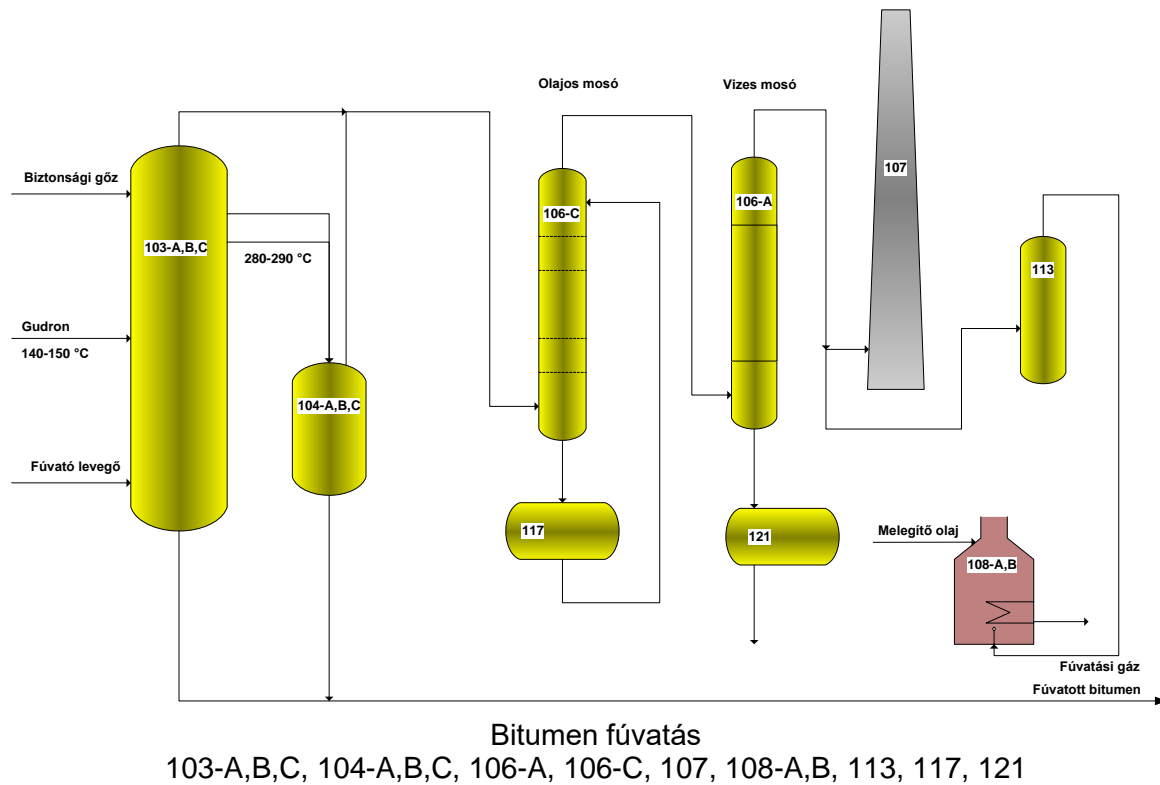 Olajos mosó
Vizes mosó
107
Biztonsági gőz
106-C
106-A
103-A,B,C
280-290 °C
113
Gudron
140-150 °C
104-A,B,C
Fúvató levegő
117
121
Melegítő olaj
108-A,B
Fúvatási gáz
Fúvatott bitumen
Bitumen fúvatás
103-A,B,C, 104-A,B,C, 106-A, 106-C, 107, 108-A,B, 113, 117, 121